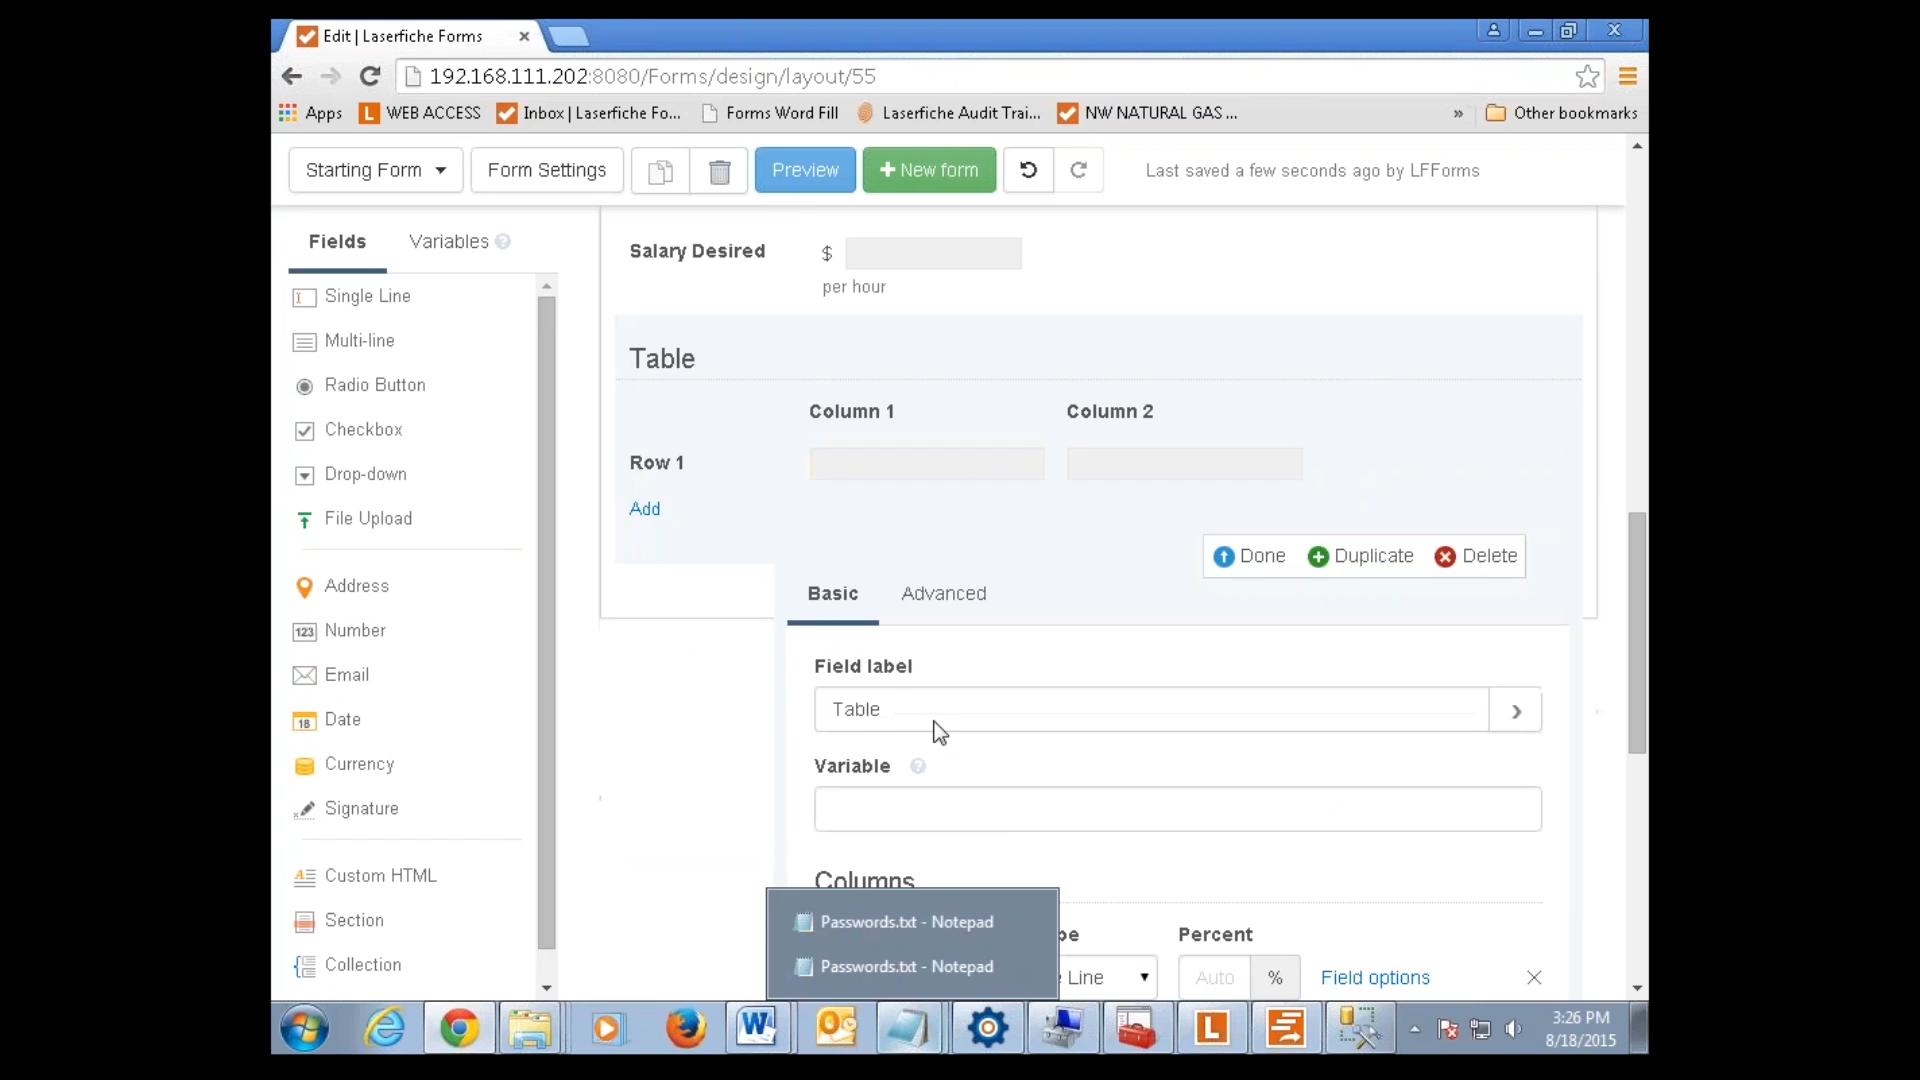 Edit | Laserfiche Forms
192.168.111.202:8080/Forms/design/layout/55
Apps WEB ACCESS Inbox | Laserfiche Fo... Forms Word Fill Laserfiche Audit Trai... NW NATURAL GAS ... » Other bookmarks
Starting Form Form Settings Preview New form Last saved a few seconds ago by LFForms
Fields Variables ?
Single Line
Multi-line
Radio Button
Checkbox
Drop-down
File Upload
Address
123 Number
Email
18 Date
Currency
Signature
Custom HTML
Section
Collection
Salary Desired $
per hour
Table
Column 1 Column 2
Row 1
Add
Done Duplicate Delete
Basic Advanced
Field label
Table
Variable ?
Columns
Percent
Line Auto % Field options
Passwords.txt - Notepad
Passwords.txt - Notepad
3:26 PM
8/18/2015